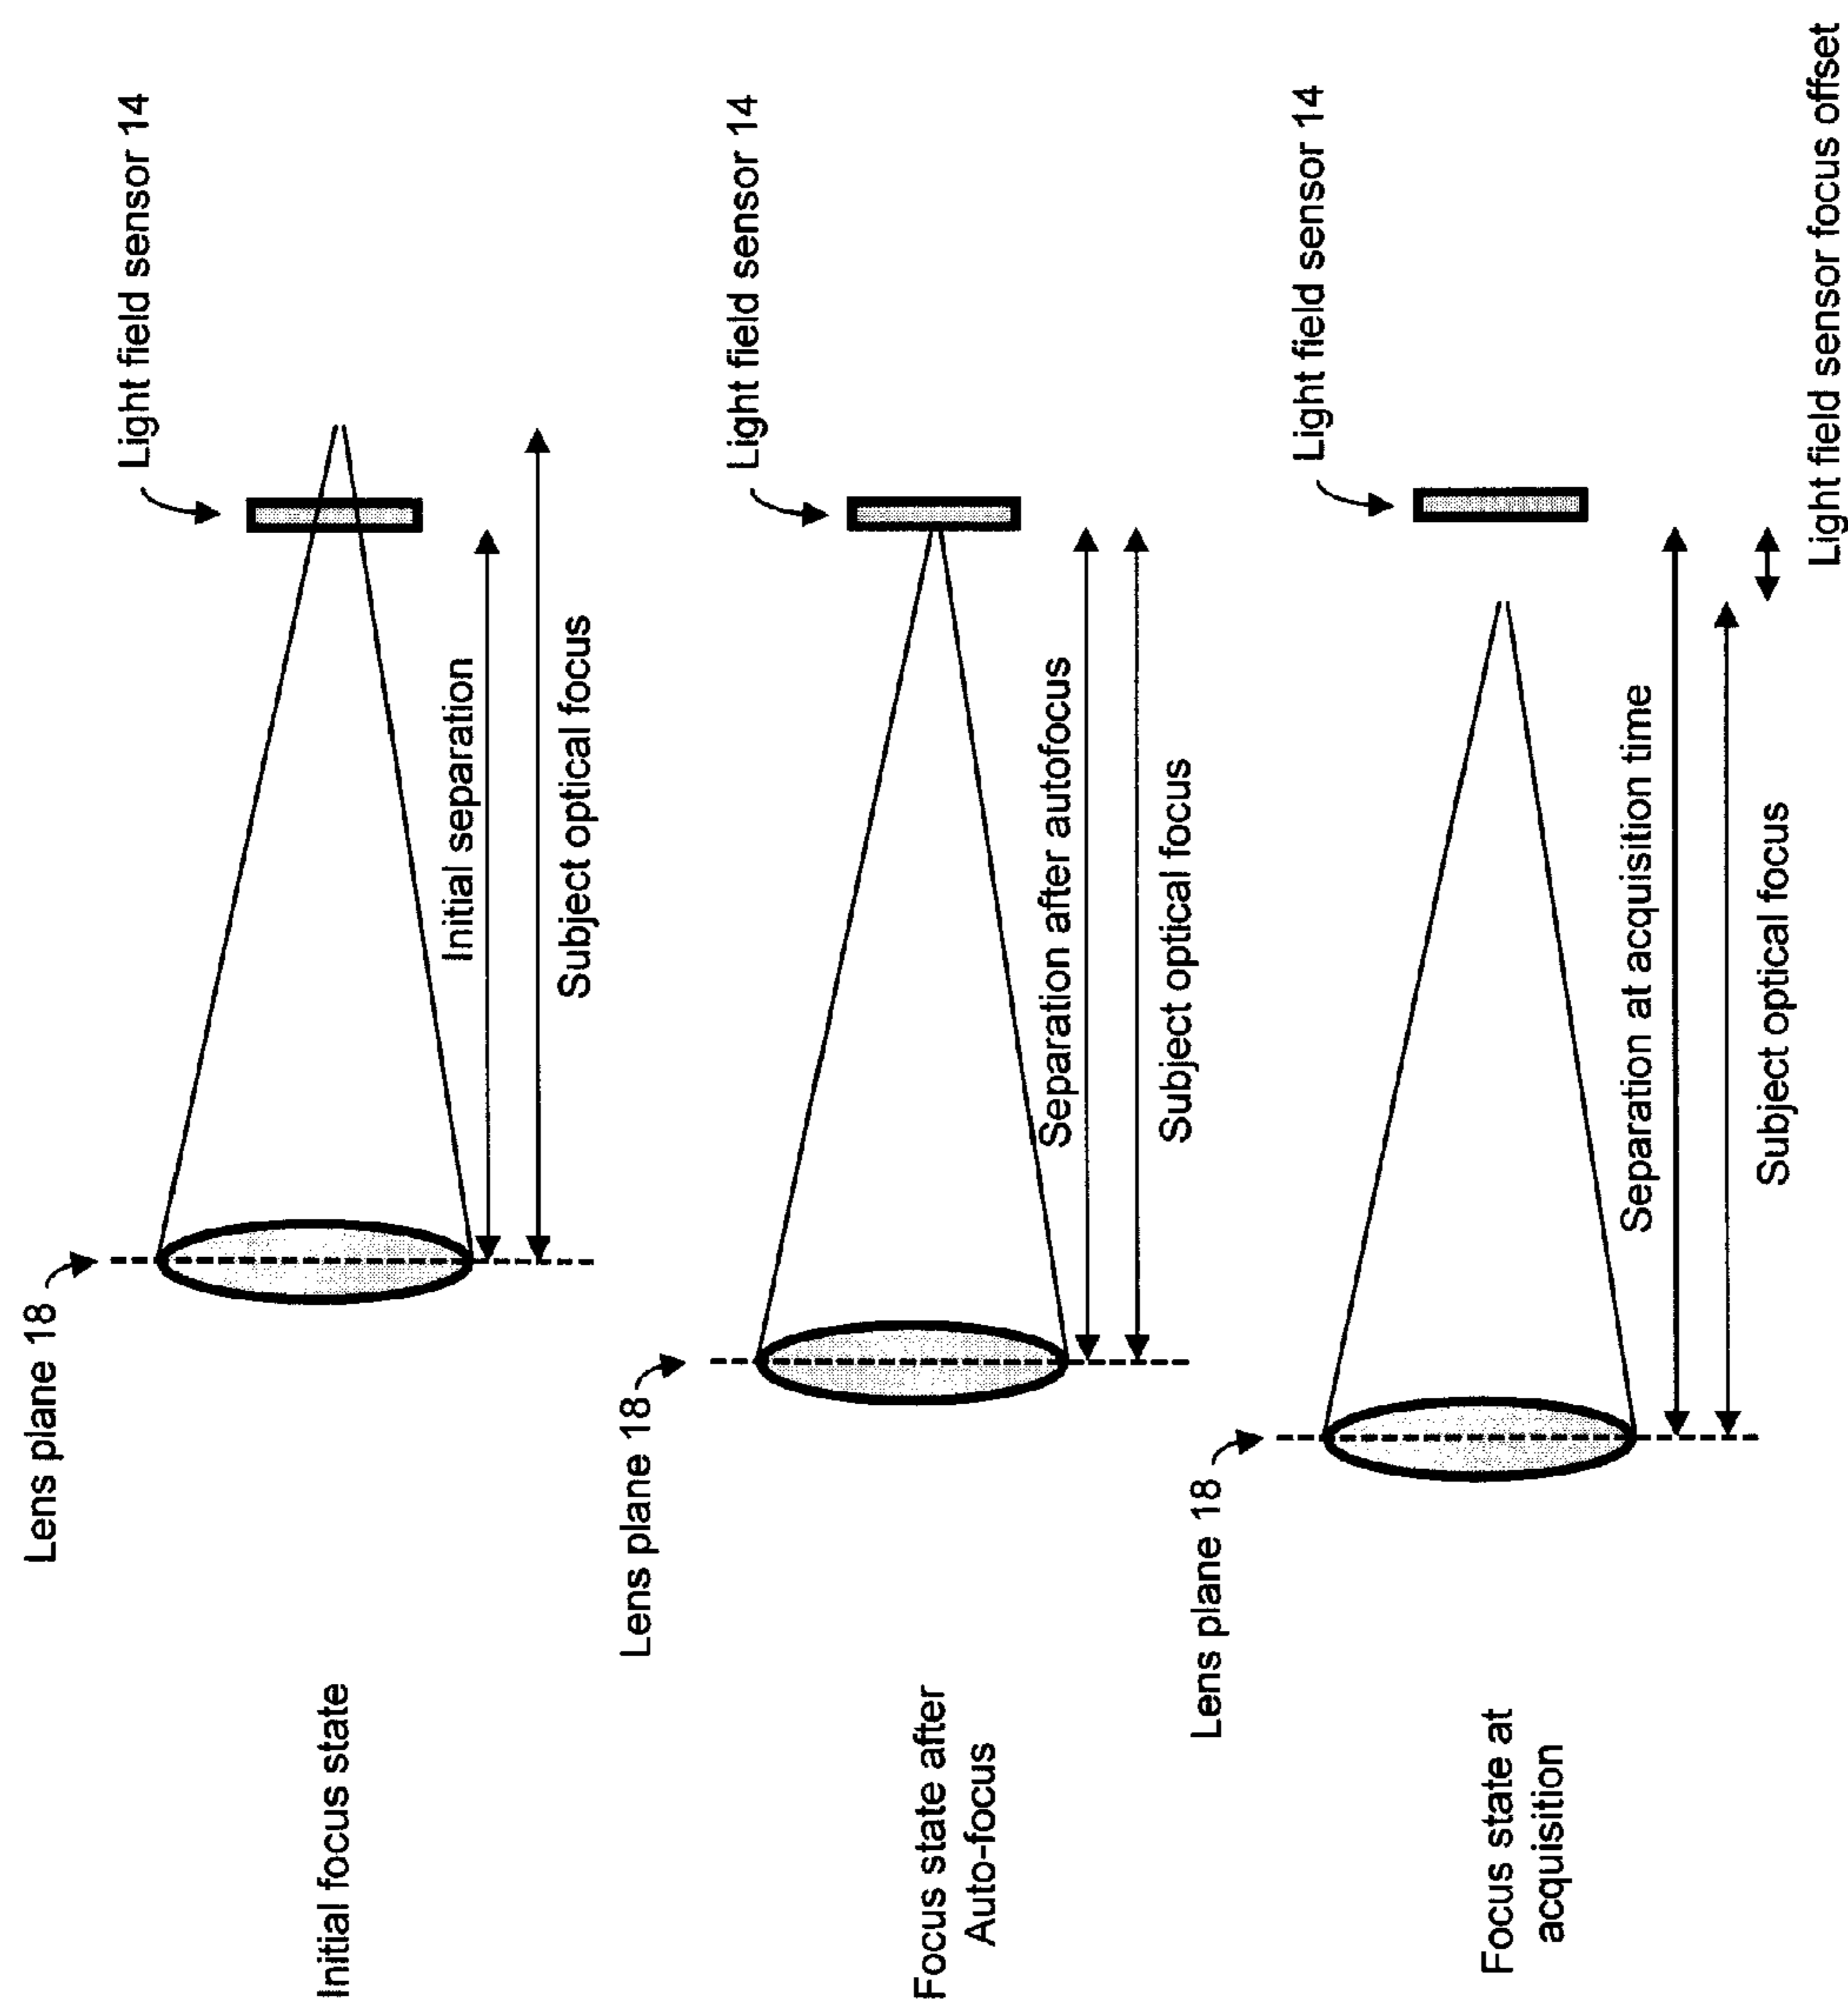 Initial focus state
Lens plane 18
Light field sensor 14
Initial separation
Subject optical focus
Focus state after
Auto-focus
Lens plane 18
Light field sensor 14
Separation after autofocus
Subject optical focus
Focus state at
acquisition
Lens plane 18
Light field sensor 14
Separation at acquisition time
Subject optical focus
Light field sensor focus offset